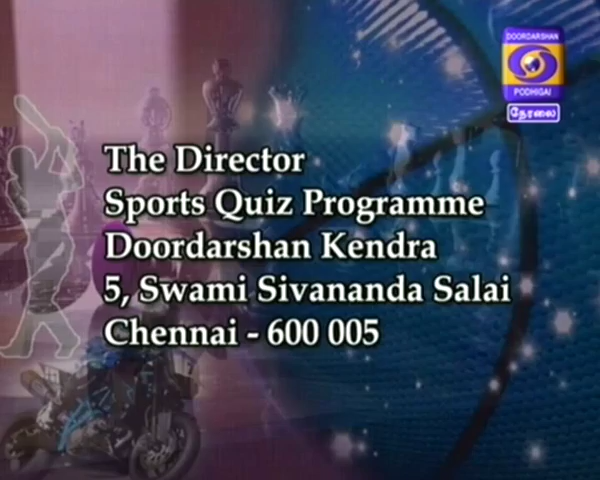 DOORDARSHAN
PODHIGAI
நேரலை
The Director
Sports Quiz Programme
Doordarshan Kendra
5, Swami Sivananda Salai
Chennai - 600 005